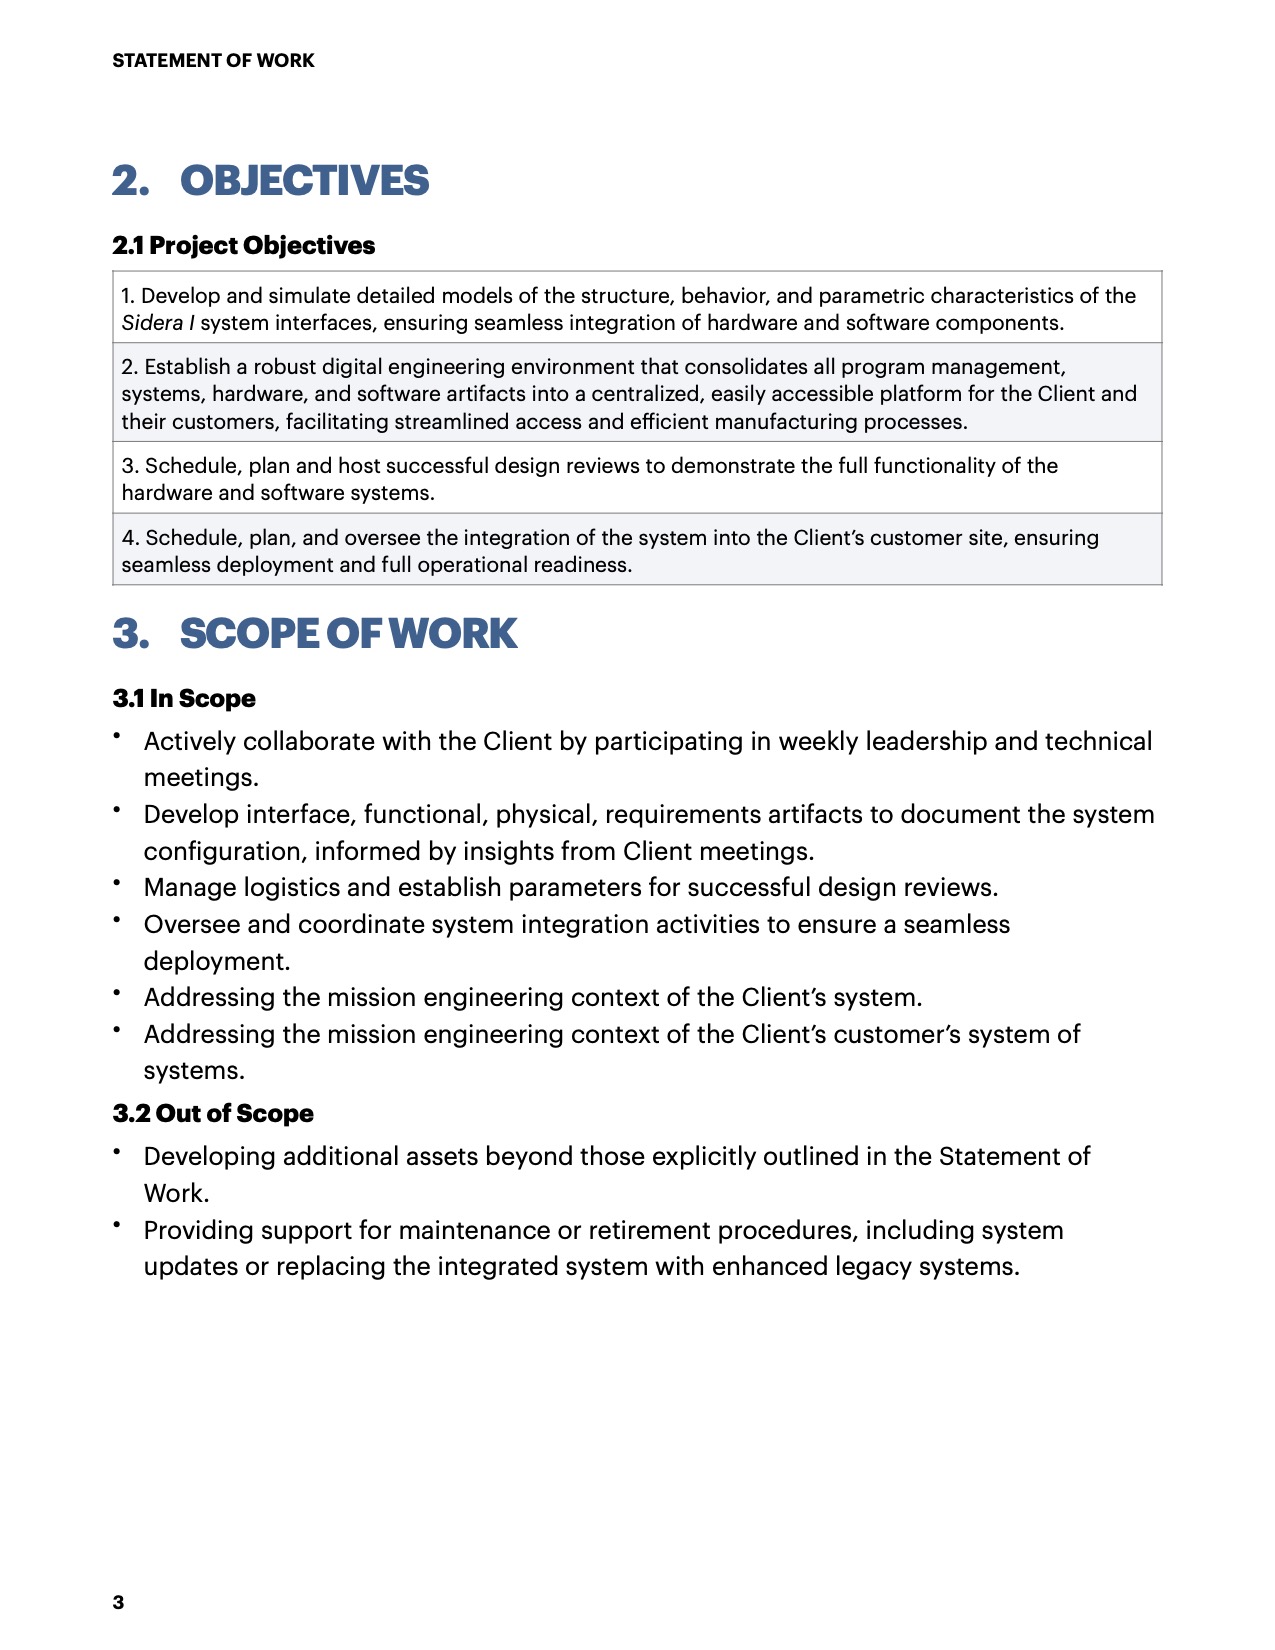 STATEMENT OF WORK
2. OBJECTIVES
2.1 Project Objectives
1. Develop and simulate detailed models of the structure, behavior, and parametric characteristics of the
Sidera I system interfaces, ensuring seamless integration of hardware and software components.
2. Establish a robust digital engineering environment that consolidates all program management,
systems, hardware, and software artifacts into a centralized, easily accessible platform for the Client and
their customers, facilitating streamlined access and efficient manufacturing processes.
3. Schedule, plan and host successful design reviews to demonstrate the full functionality of the
hardware and software systems.
4. Schedule, plan, and oversee the integration of the system into the Client’s customer site, ensuring
seamless deployment and full operational readiness.
3. SCOPE OF WORK
3.1 In Scope
• Actively collaborate with the Client by participating in weekly leadership and technical
meetings.
• Develop interface, functional, physical, requirements artifacts to document the system
configuration, informed by insights from Client meetings.
• Manage logistics and establish parameters for successful design reviews.
• Oversee and coordinate system integration activities to ensure a seamless
deployment.
• Addressing the mission engineering context of the Client’s system.
• Addressing the mission engineering context of the Client’s customer’s system of
systems.
3.2 Out of Scope
• Developing additional assets beyond those explicitly outlined in the Statement of
Work.
• Providing support for maintenance or retirement procedures, including system
updates or replacing the integrated system with enhanced legacy systems.
3